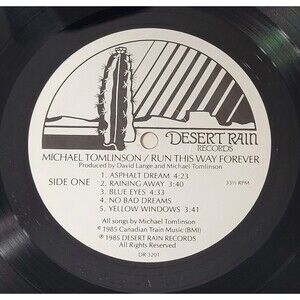 DESERT RAIN
RECORDS
MICHAEL TOMLINSON / RUN THIS WAY FOREVER
Produced by David Lange and Michael Tomlinson
SIDE ONE
33⅓ RPM
1. ASPHALT DREAM 4:23
2. RAINING AWAY 3:40
3. BLUE EYES 4:33
4. NO BAD DREAMS
5. YELLOW WINDOWS 4:41
All songs by Michael Tomlinson
℗ 1985 Canadian Train Music (BMI)
℗ 1985 DESERT RAIN RECORDS
All Rights Reserved
DR 3201